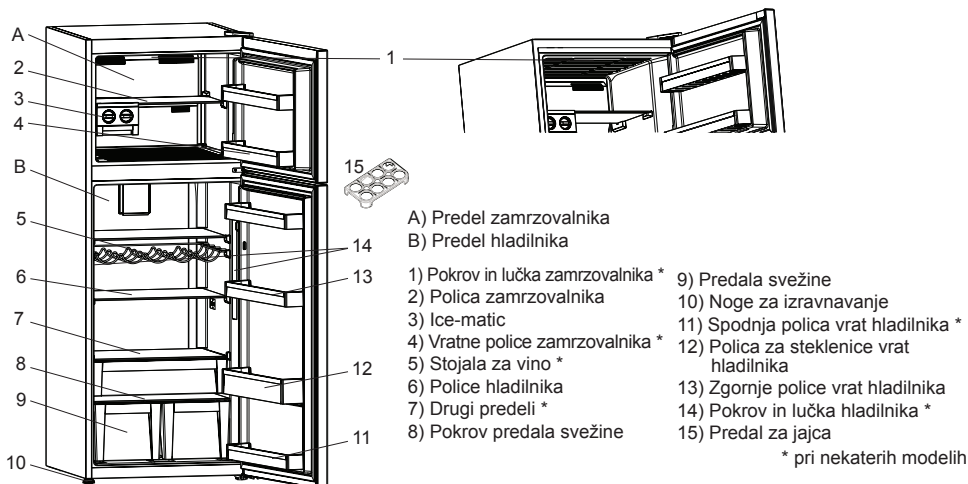 A
2
3
4
B
5
6
7
8
9
10
1
15
14
13
12
11
A) Predel zamrzovalnika
B) Predel hladilnika
1) Pokrov in lučka zamrzovalnika *
2) Polica zamrzovalnika
3) Ice-matic
4) Vratne police zamrzovalnika *
5) Stojala za vino *
6) Police hladilnika
7) Drugi predeli *
8) Pokrov predala svežine
9) Predala svežine
10) Noge za izravnavanje
11) Spodnja polica vrat hladilnika *
12) Polica za steklenice vrat
hladilnika
13) Zgornje police vrat hladilnika
14) Pokrov in lučka hladilnika *
15) Predal za jajca
* pri nekaterih modelih